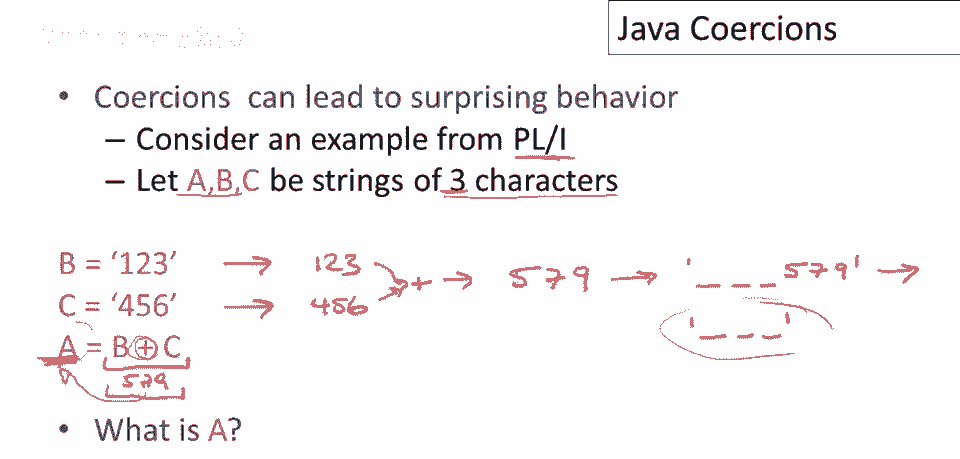 Java Coercions
• Coercions can lead to surprising behavior
– Consider an example from PL/I
– Let A,B,C be strings of 3 characters
B = ‘123’ → 123
+ → 579 → '_ _ _ 579' →
C = ‘456’ → 456
'_ _ _'
A = B + C
579
• What is A?